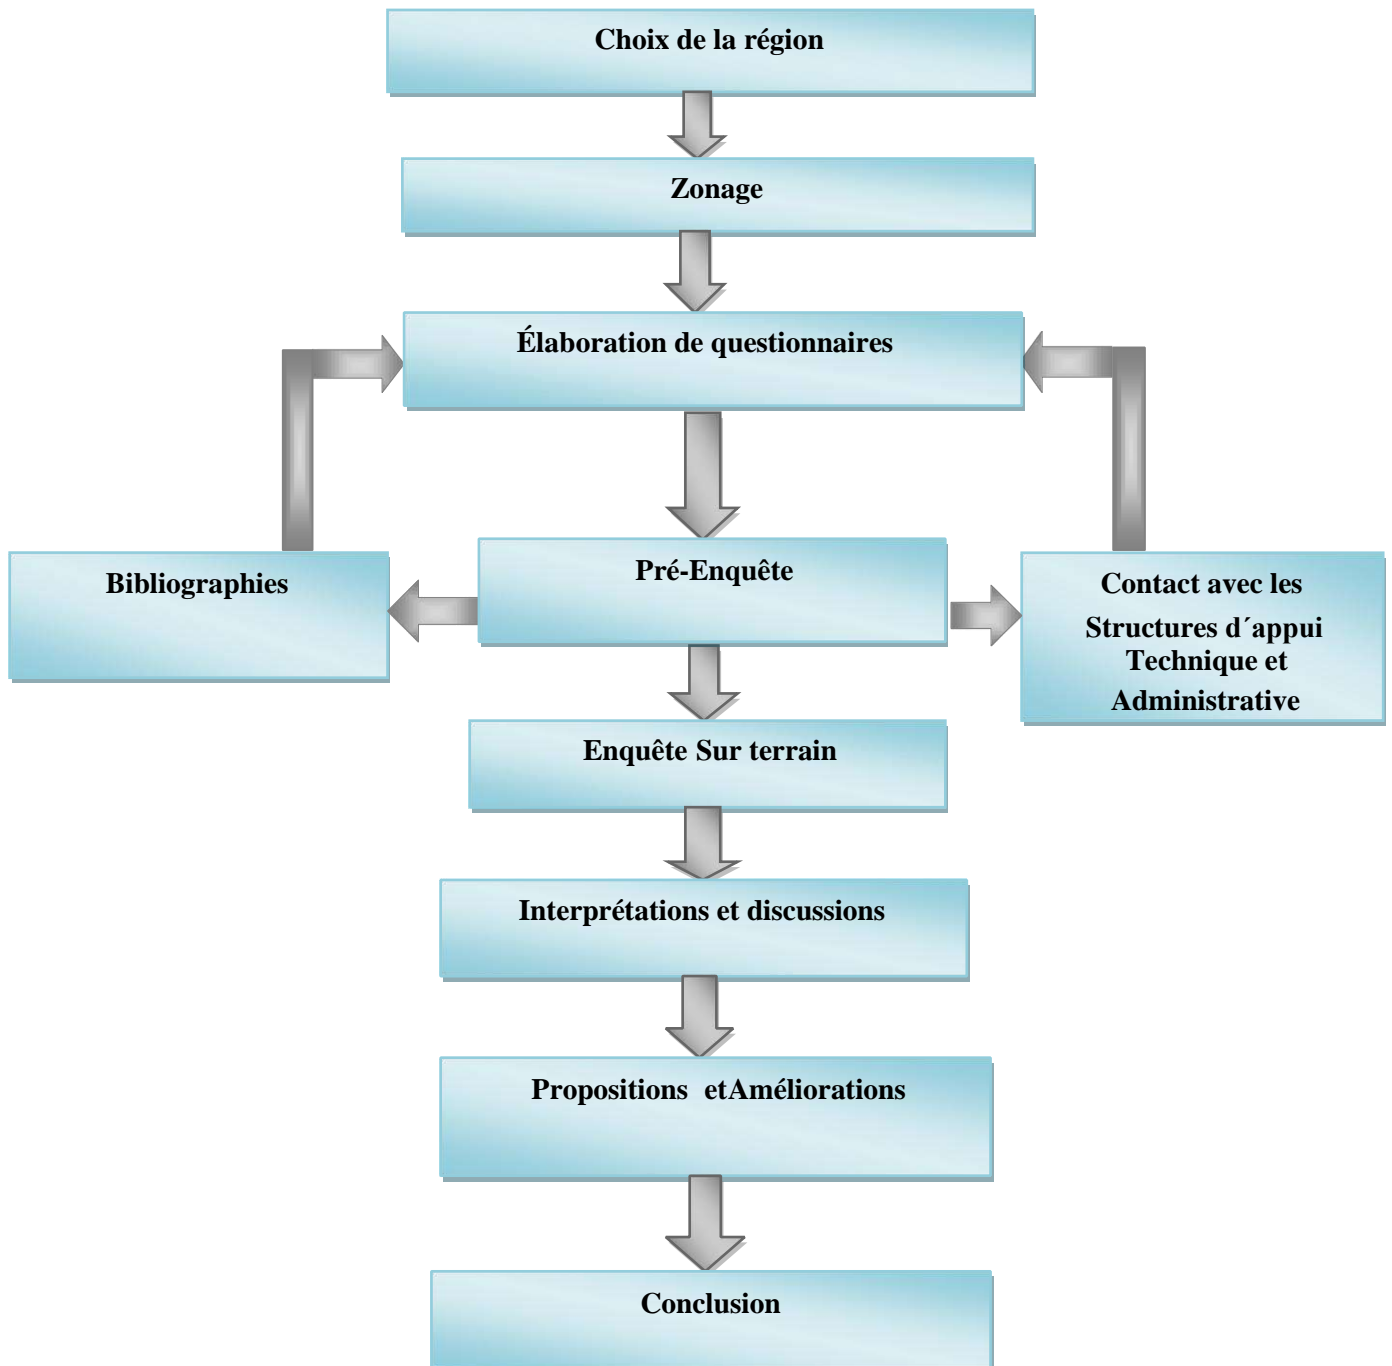 Choix de la région
Zonage
Élaboration de questionnaires
Bibliographies
Pré-Enquête
Contact avec les
Structures d´appui
Technique et
Administrative
Enquête Sur terrain
Interprétations et discussions
Propositions etAméliorations
Conclusion